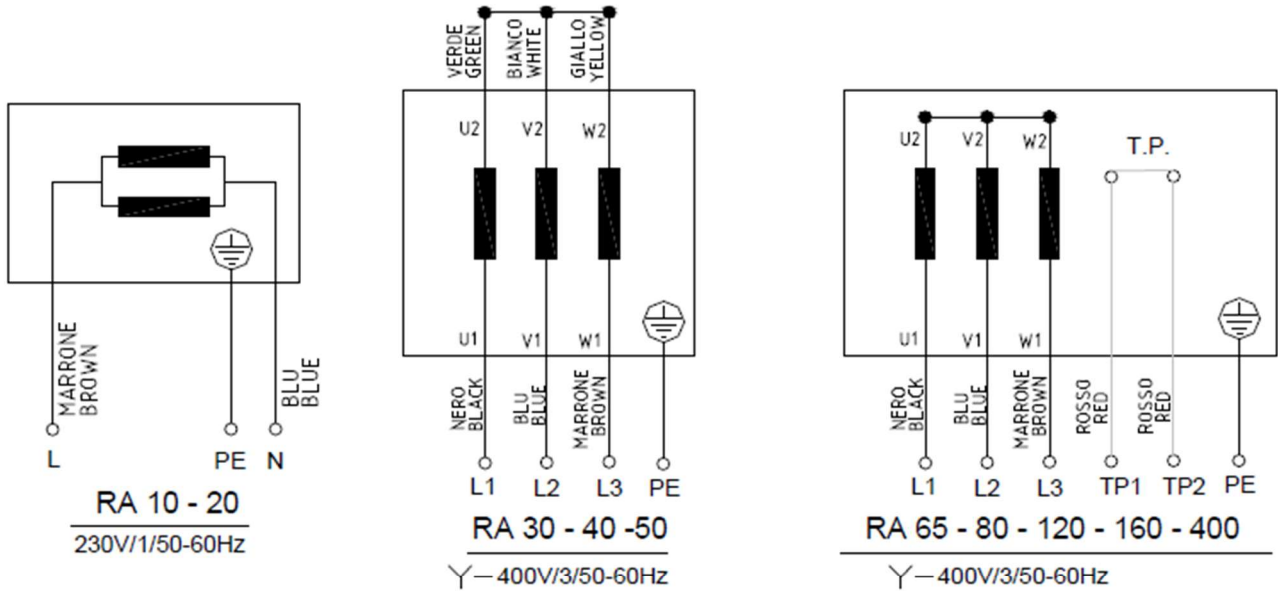 MARRONE
BROWN
BLU
BLUE
L
PE
N
RA 10 - 20
230V/1/50-60Hz
VERDE
GREEN
BIANCO
WHITE
GIALLO
YELLOW
U2
V2
W2
U1
V1
W1
NERO
BLACK
BLU
BLUE
MARRONE
BROWN
L1
L2
L3
PE
RA 30 - 40 -50
Y-400V/3/50-60Hz
U2
V2
W2
T.P.
U1
V1
W1
NERO
BLACK
BLU
BLUE
MARRONE
BROWN
ROSSO
RED
ROSSO
RED
L1
L2
L3
TP1
TP2
PE
RA 65 - 80 - 120 - 160 - 400
Y-400V/3/50-60Hz